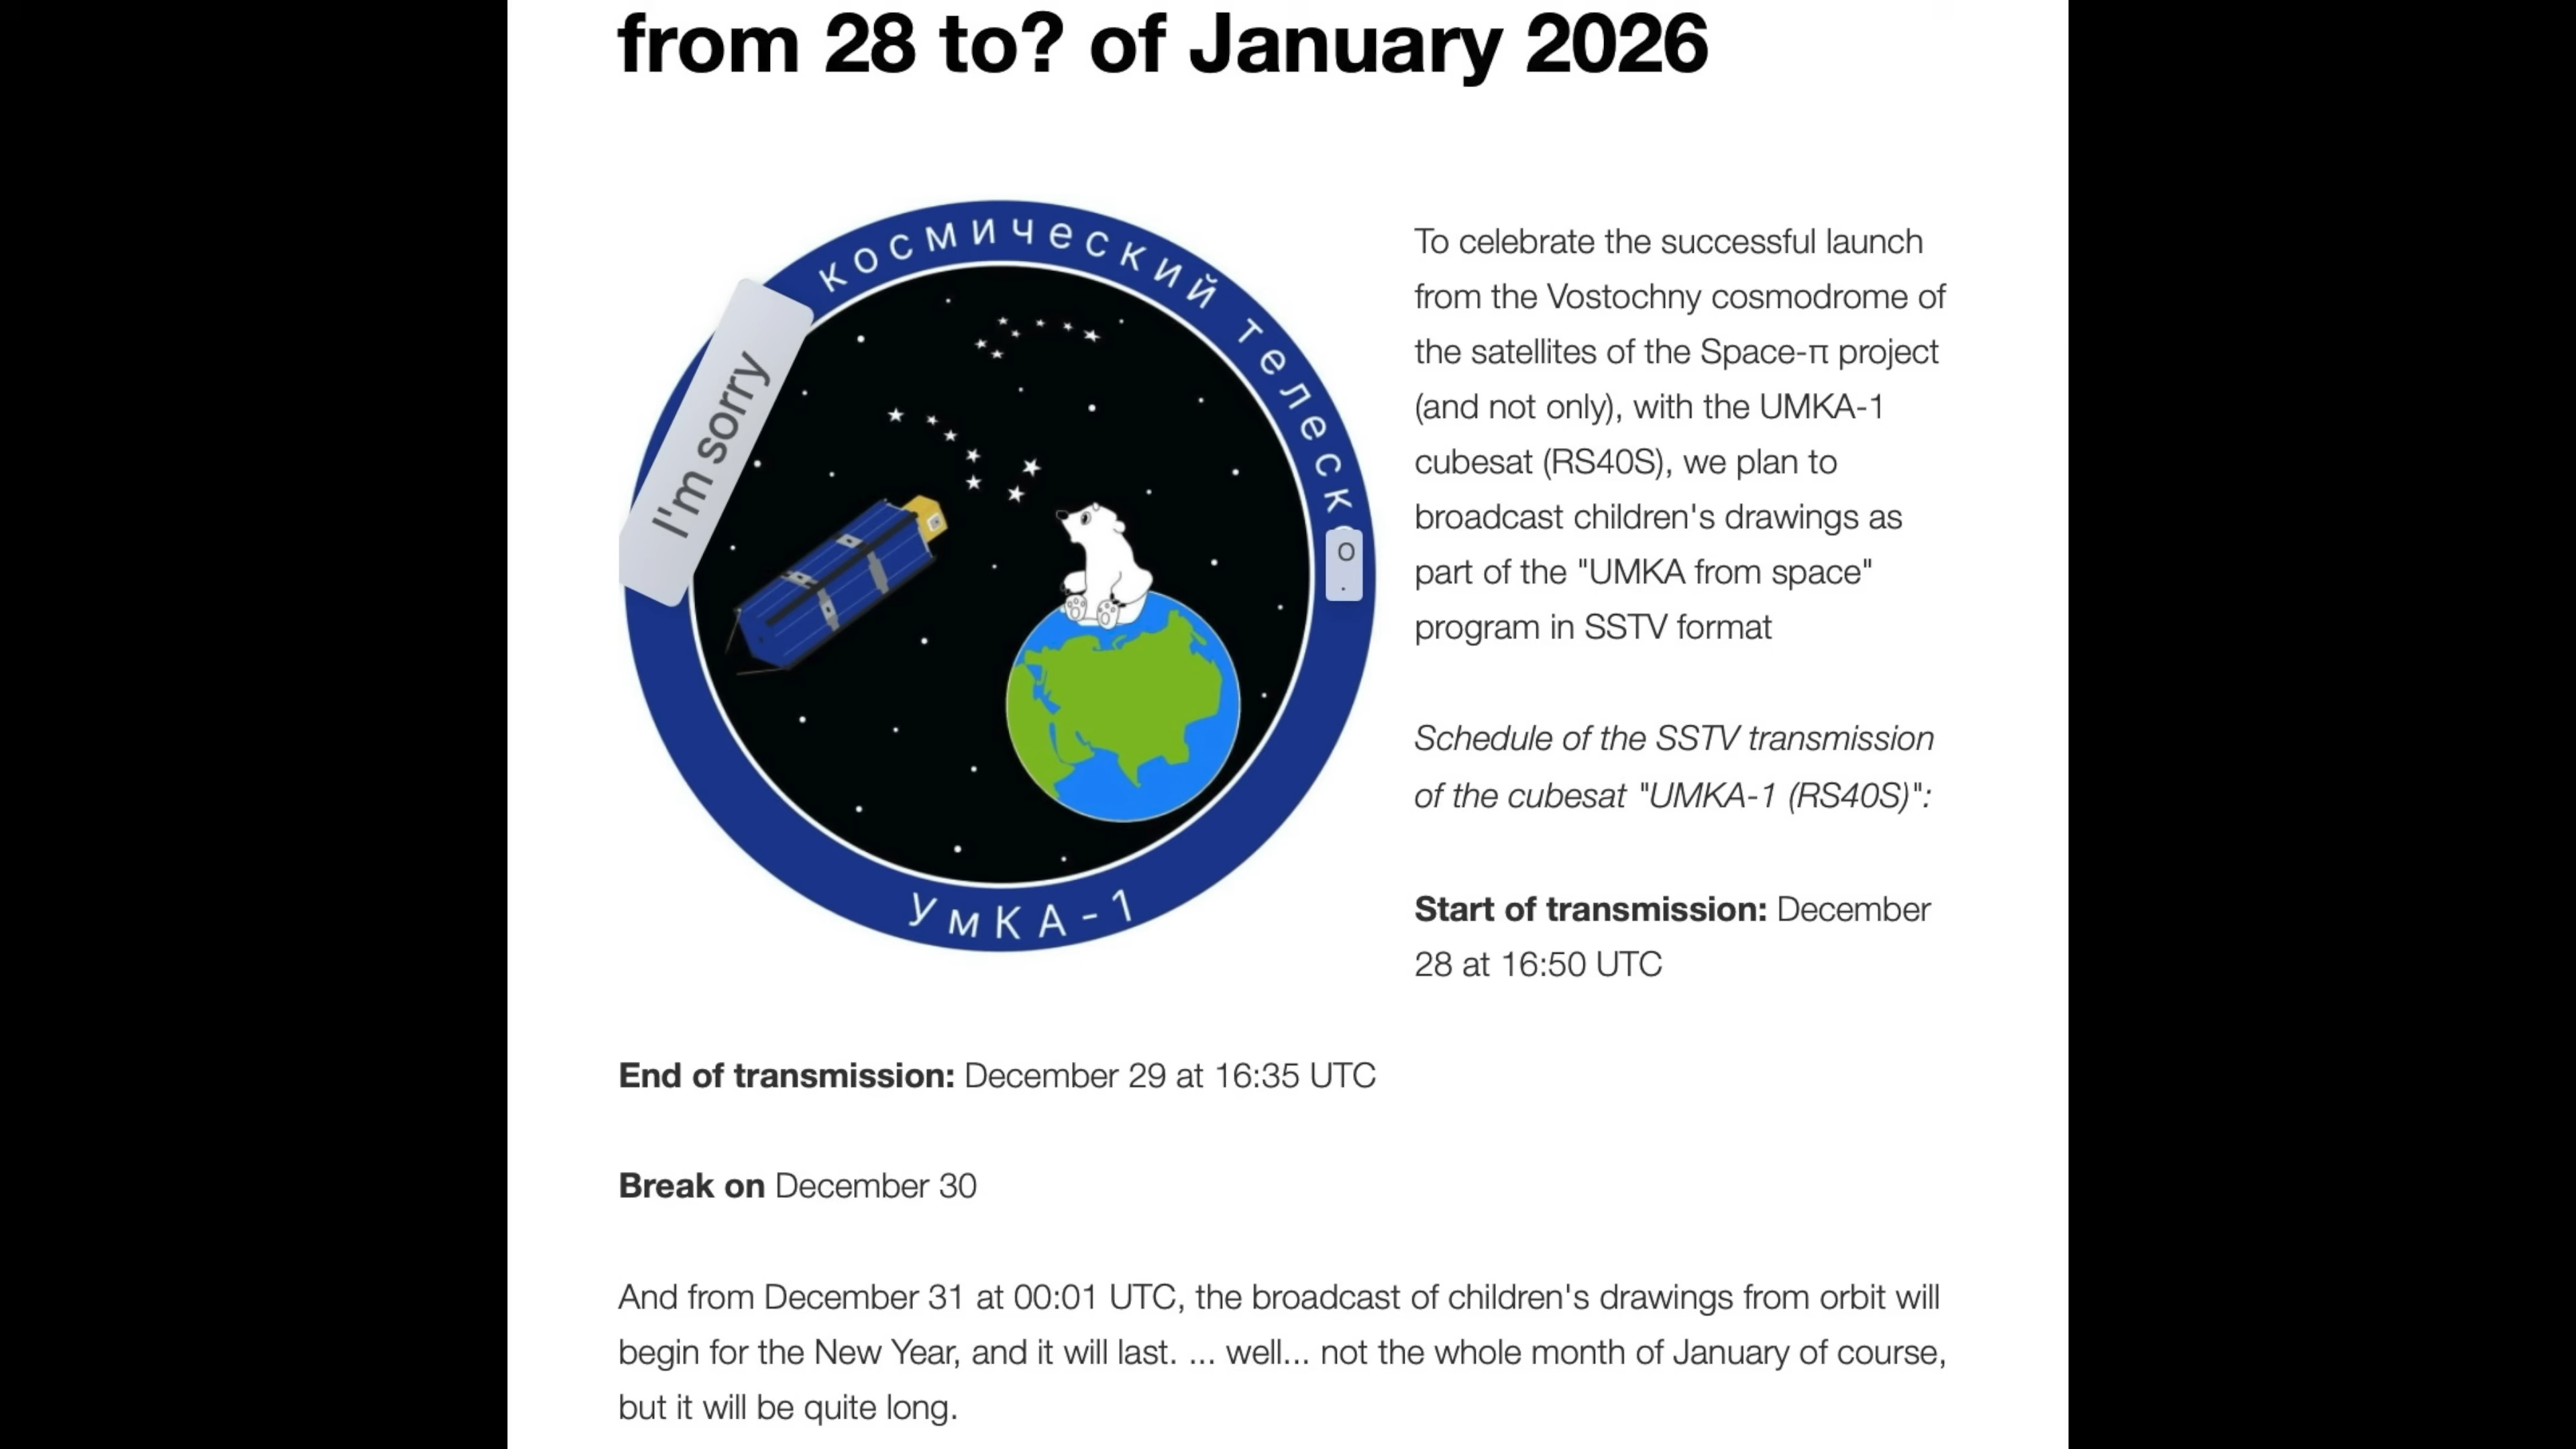 from 28 to? of January 2026
космический телеск
I'm sorry
о
.
УмКА-1
To celebrate the successful launch
from the Vostochny cosmodrome of
the satellites of the Space-π project
(and not only), with the UMKA-1
cubesat (RS40S), we plan to
broadcast children's drawings as
part of the "UMKA from space"
program in SSTV format
Schedule of the SSTV transmission
of the cubesat "UMKA-1 (RS40S)":
Start of transmission: December
28 at 16:50 UTC
End of transmission: December 29 at 16:35 UTC
Break on December 30
And from December 31 at 00:01 UTC, the broadcast of children's drawings from orbit will
begin for the New Year, and it will last. ... well... not the whole month of January of course,
but it will be quite long.